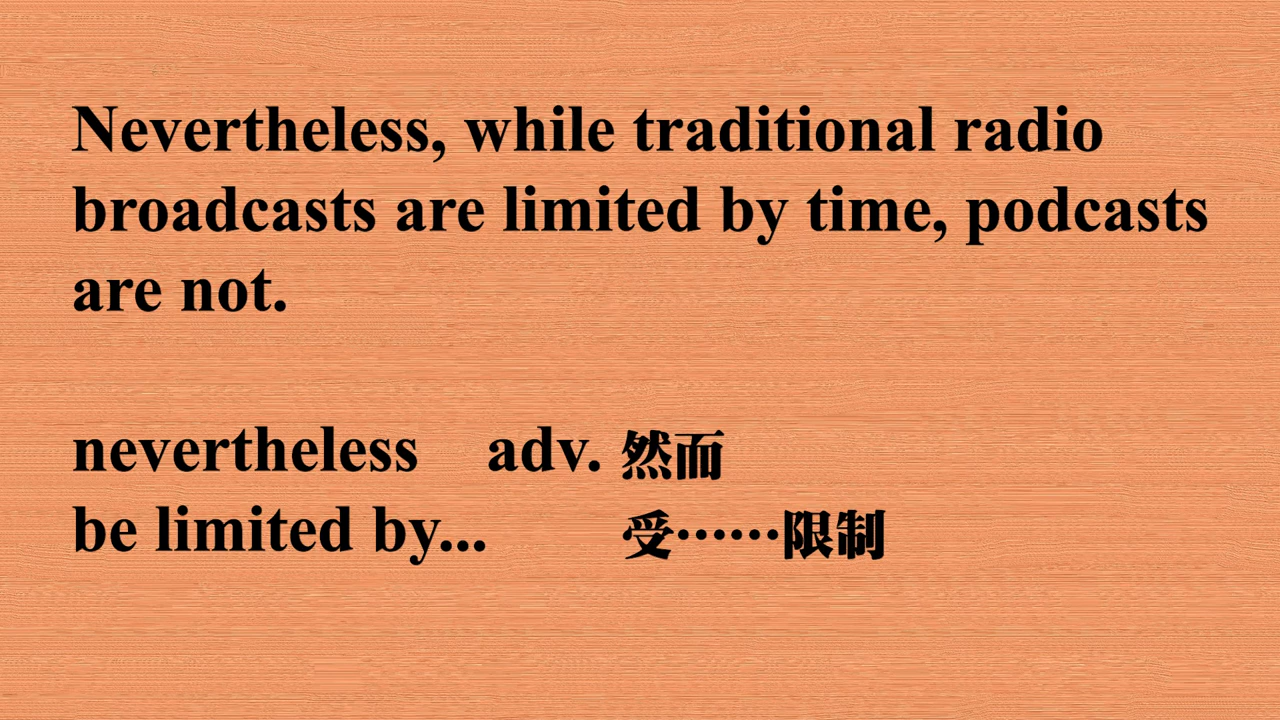 Nevertheless, while traditional radio
broadcasts are limited by time, podcasts
are not.
nevertheless adv. 然而
be limited by... 受……限制